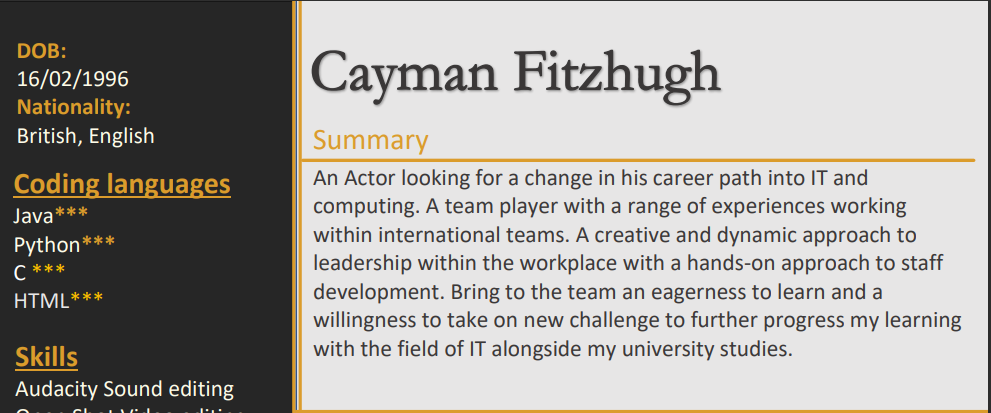 DOB:
16/02/1996
Nationality:
British, English
Coding languages
Java***
Python***
C ***
HTML***
Skills
Audacity Sound editing
Open Shot Video editing
Cayman Fitzhugh
Summary
An Actor looking for a change in his career path into IT and
computing. A team player with a range of experiences working
within international teams. A creative and dynamic approach to
leadership within the workplace with a hands-on approach to staff
development. Bring to the team an eagerness to learn and a
willingness to take on new challenge to further progress my learning
with the field of IT alongside my university studies.